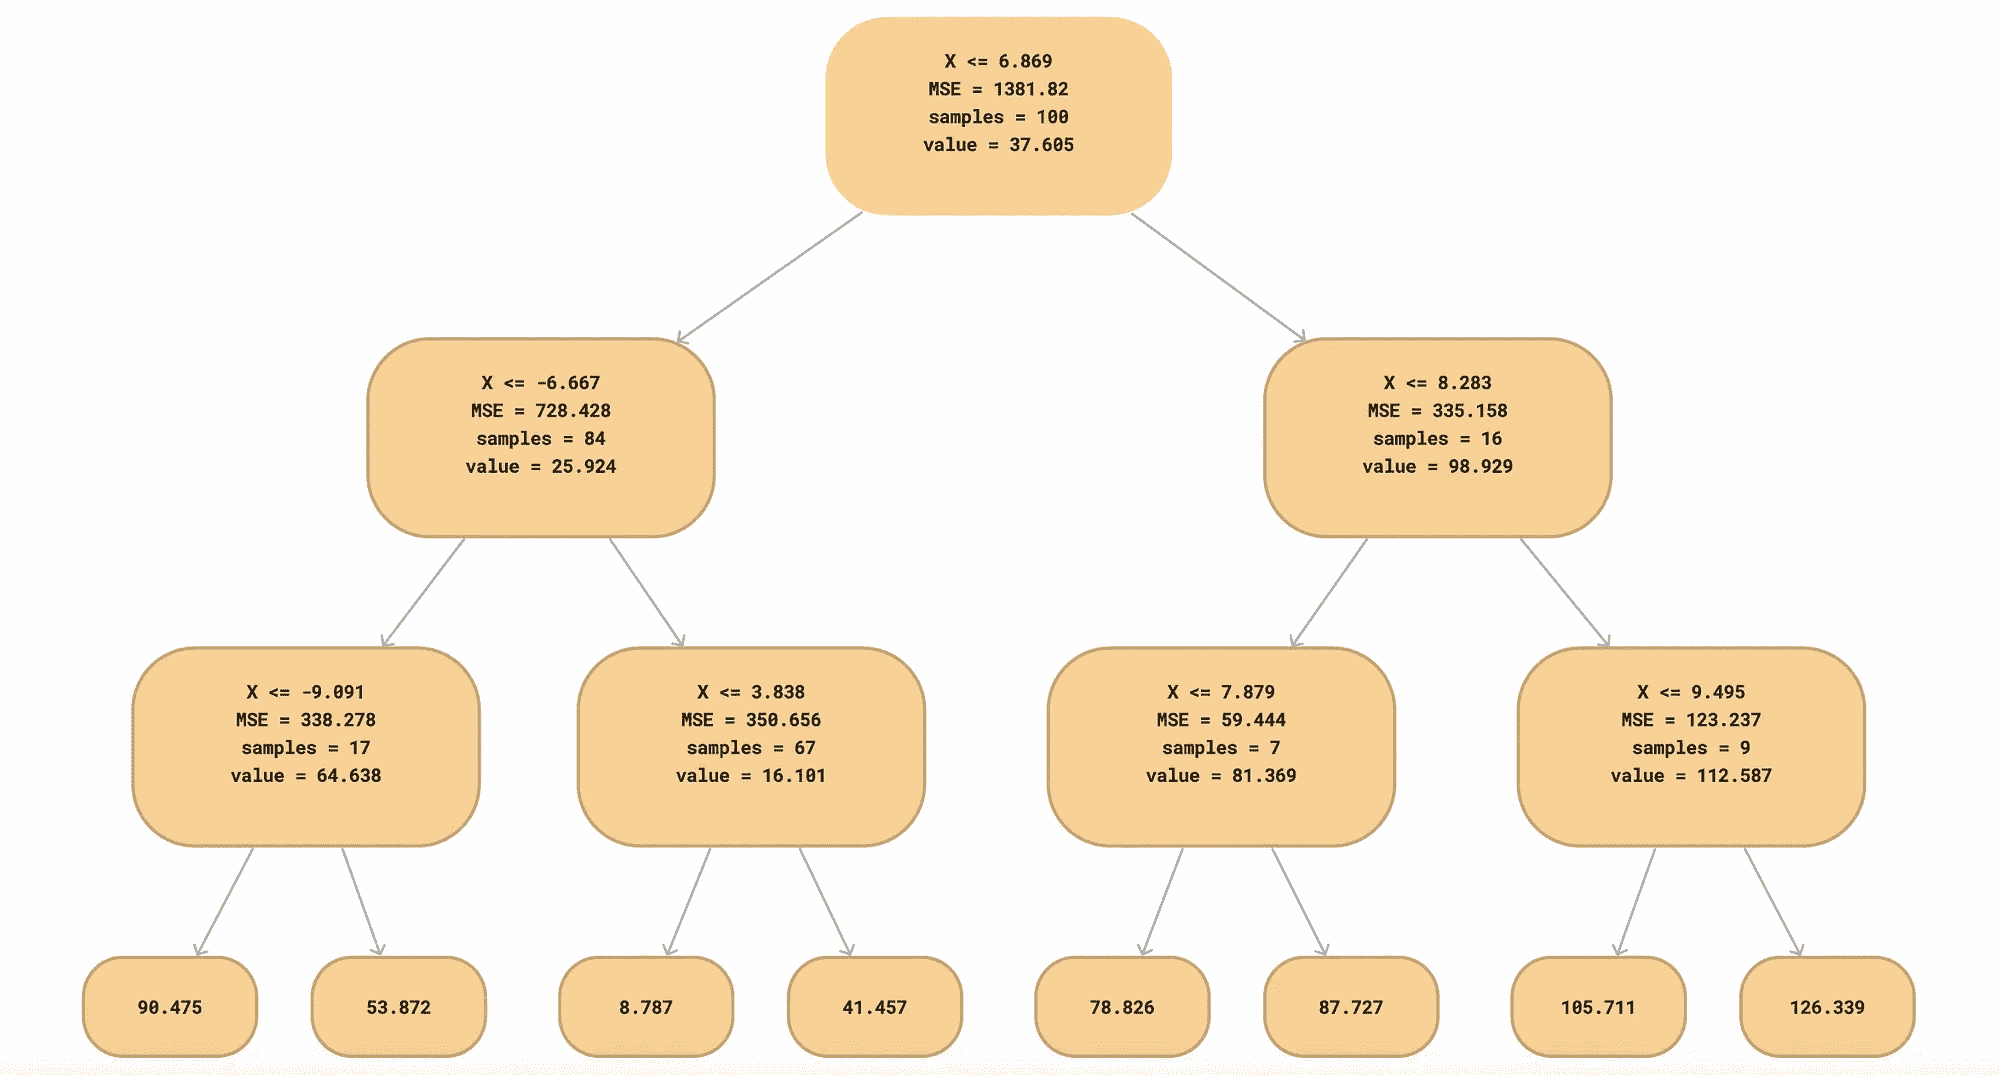 X <= 6.869
MSE = 1381.82
samples = 100
value = 37.605
X <= -6.667
MSE = 728.428
samples = 84
value = 25.924
X <= 8.283
MSE = 335.158
samples = 16
value = 98.929
X <= -9.091
MSE = 338.278
samples = 17
value = 64.638
X <= 3.838
MSE = 350.656
samples = 67
value = 16.101
X <= 7.879
MSE = 59.444
samples = 7
value = 81.369
X <= 9.495
MSE = 123.237
samples = 9
value = 112.587
90.475
53.872
8.787
41.457
78.826
87.727
105.711
126.339